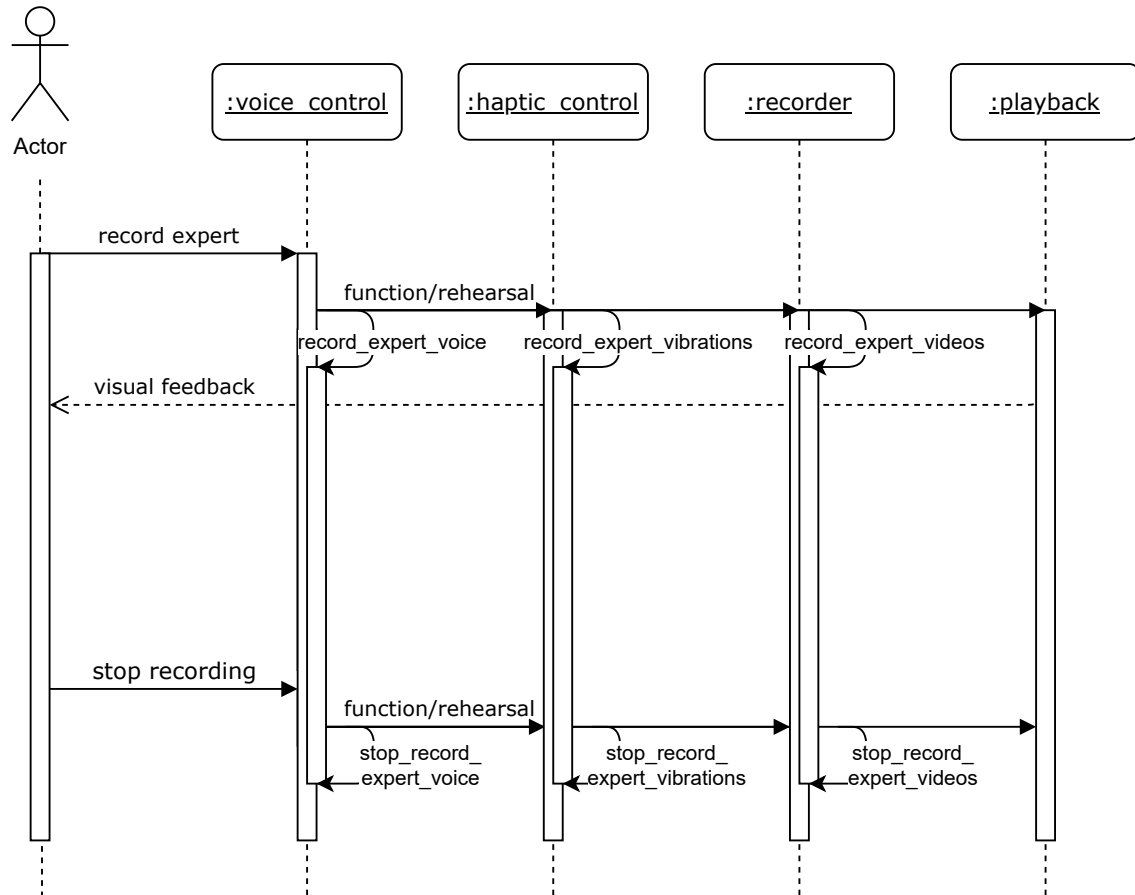 Actor
:voice_control
:haptic_control
:recorder
:playback
record expert
function/rehearsal
record_expert_voice
record_expert_vibrations
record_expert_videos
visual feedback
stop recording
function/rehearsal
stop_record_
expert_voice
stop_record_
expert_vibrations
stop_record_
expert_videos